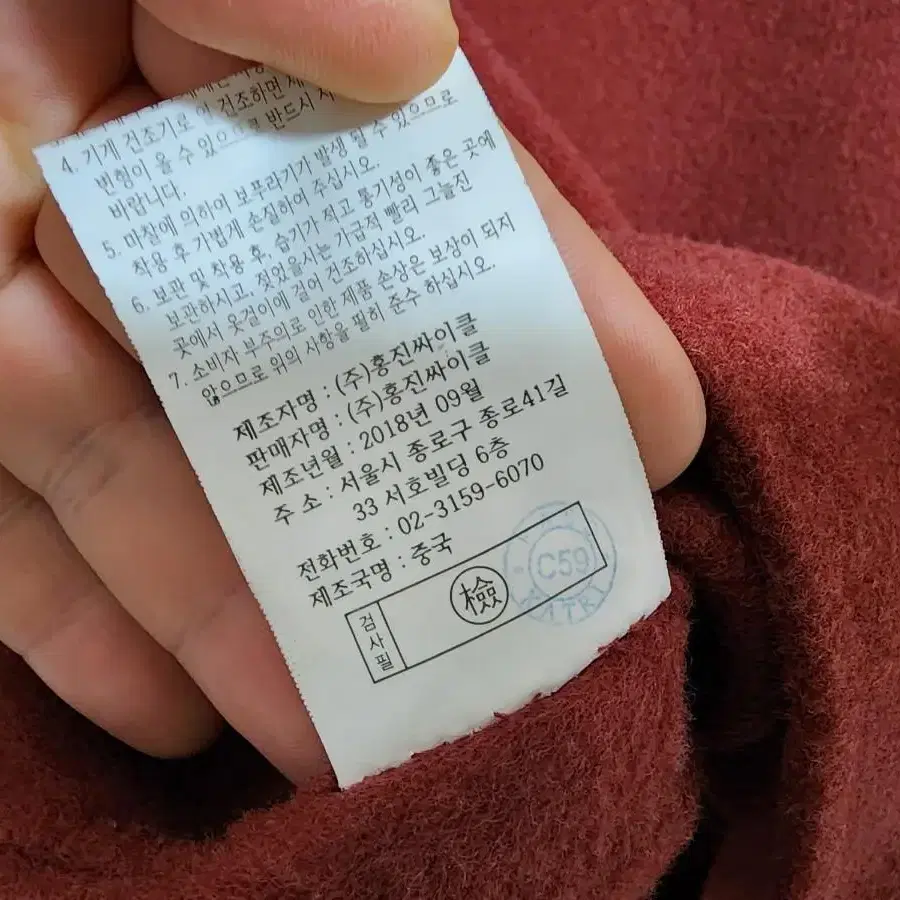 4. 기계 건조기로 건조하면
변형이 올 수 있으므로 반드시
바랍니다.
5. 마찰에 의하여 보프라기가 발생 될 수 있으므로
착용 후 가볍게 손질하여 주십시오.
6. 보관 및 착용 후, 습기가 적고 통기성이 좋은 곳에
보관하시고, 젖었을시는 가급적 빨리 그늘진
곳에서 옷걸이에 걸어 건조하십시오.
7. 소비자 부주의로 인한 제품 손상은 보상이 되지
않으므로 위의 사항을 필히 준수 하십시오.
제조자명 : (주)홍진싸이클
판매자명 : (주)홍진싸이클
제조년월 : 2018년 09월
주 소 : 서울시 종로구 종로41길
33 서호빌딩 6층
전화번호 : 02-3159-6070
제조국명 : 중국
검사필
檢
C59